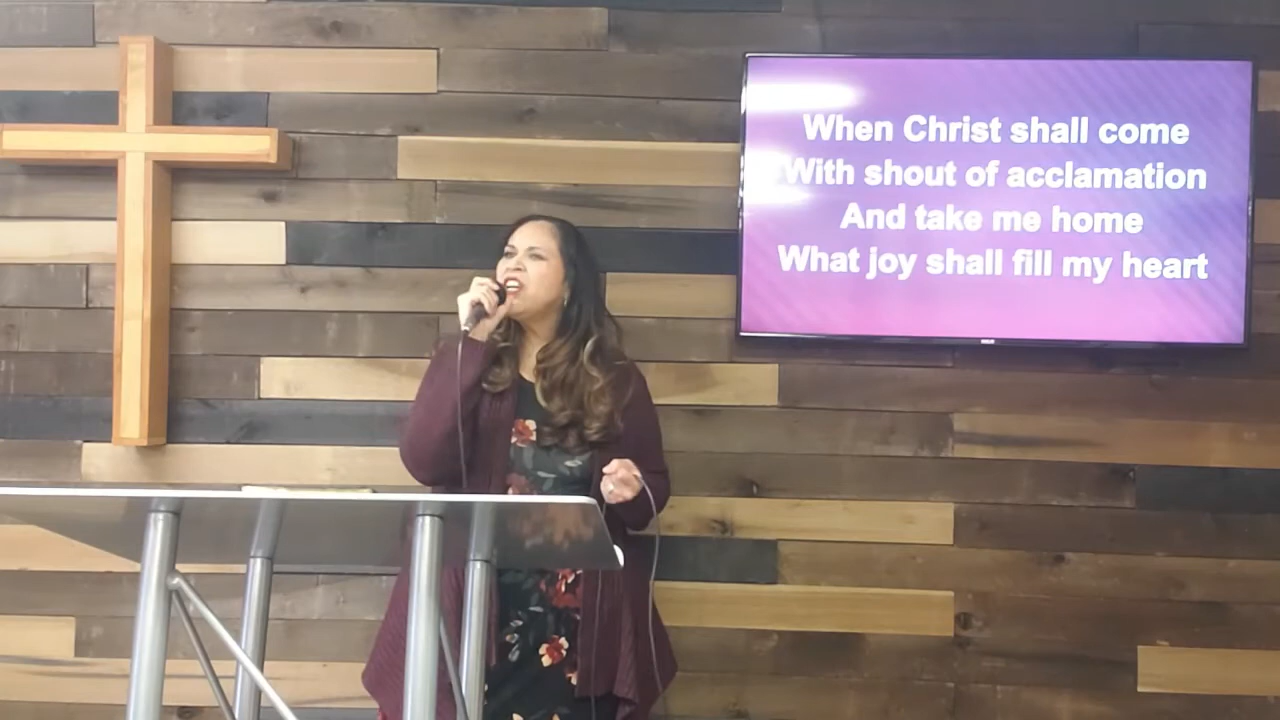 When Christ shall come
With shout of acclamation
And take me home
What joy shall fill my heart